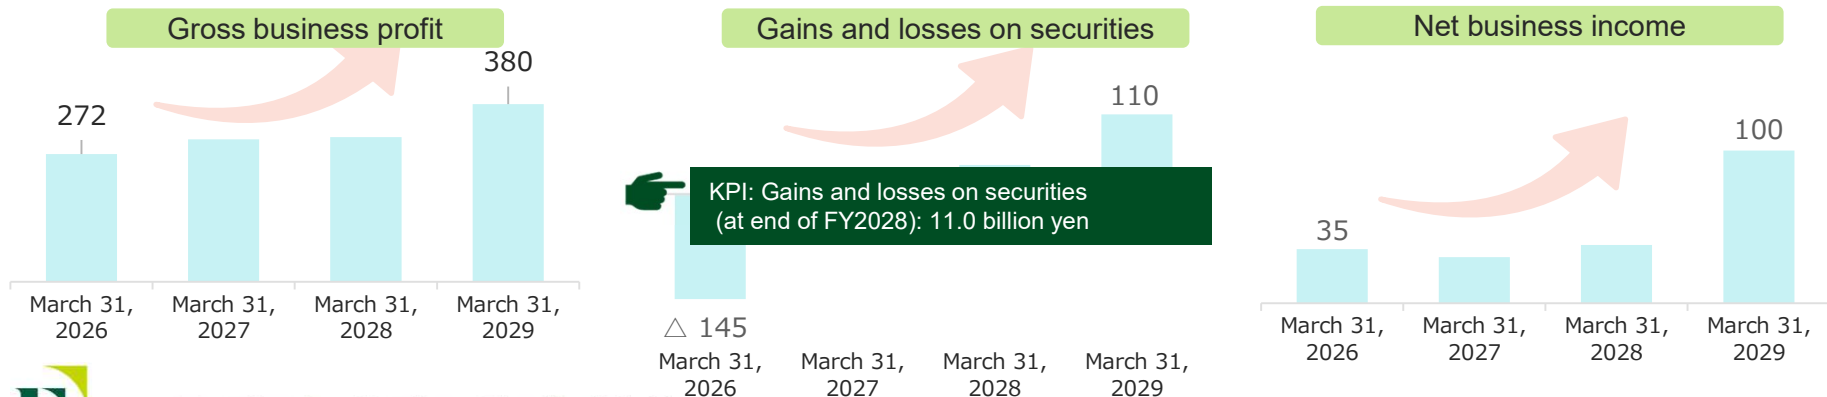 Gross business profit
272
380
March 31,
2026
March 31,
2027
March 31,
2028
March 31,
2029
Gains and losses on securities
110
KPI: Gains and losses on securities
(at end of FY2028): 11.0 billion yen
△ 145
March 31,
2026
March 31,
2027
March 31,
2028
March 31,
2029
Net business income
35
100
March 31,
2026
March 31,
2027
March 31,
2028
March 31,
2029